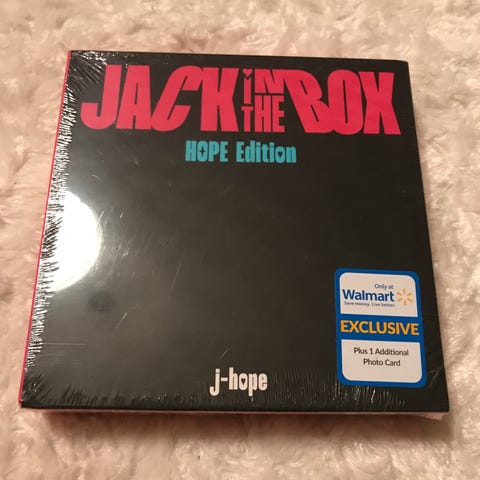 JACK IN THE BOX
HOPE Edition
Only at
Walmart
Save money. Live better.
EXCLUSIVE
Plus 1 Additional
Photo Card
j-hope